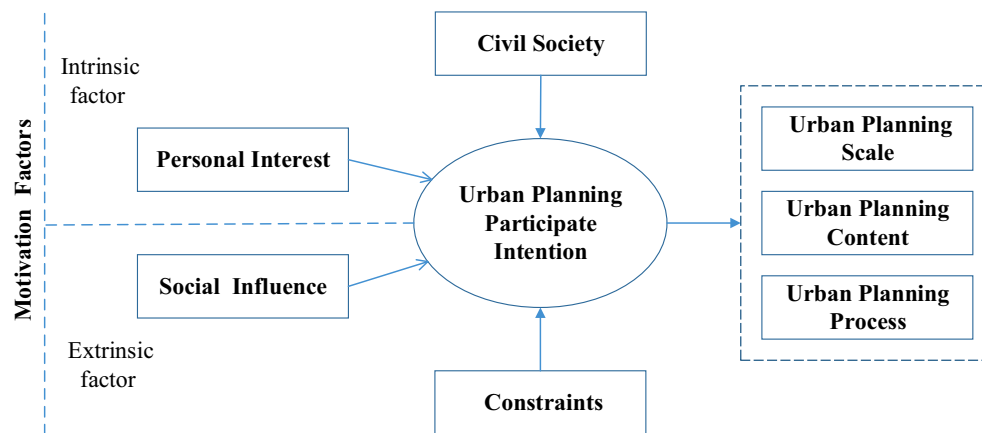 Civil Society
Intrinsic
factor
Motivation Factors
Personal Interest
Social Influence
Extrinsic
factor
Urban Planning
Participate
Intention
Constraints
Urban Planning
Scale
Urban Planning
Content
Urban Planning
Process